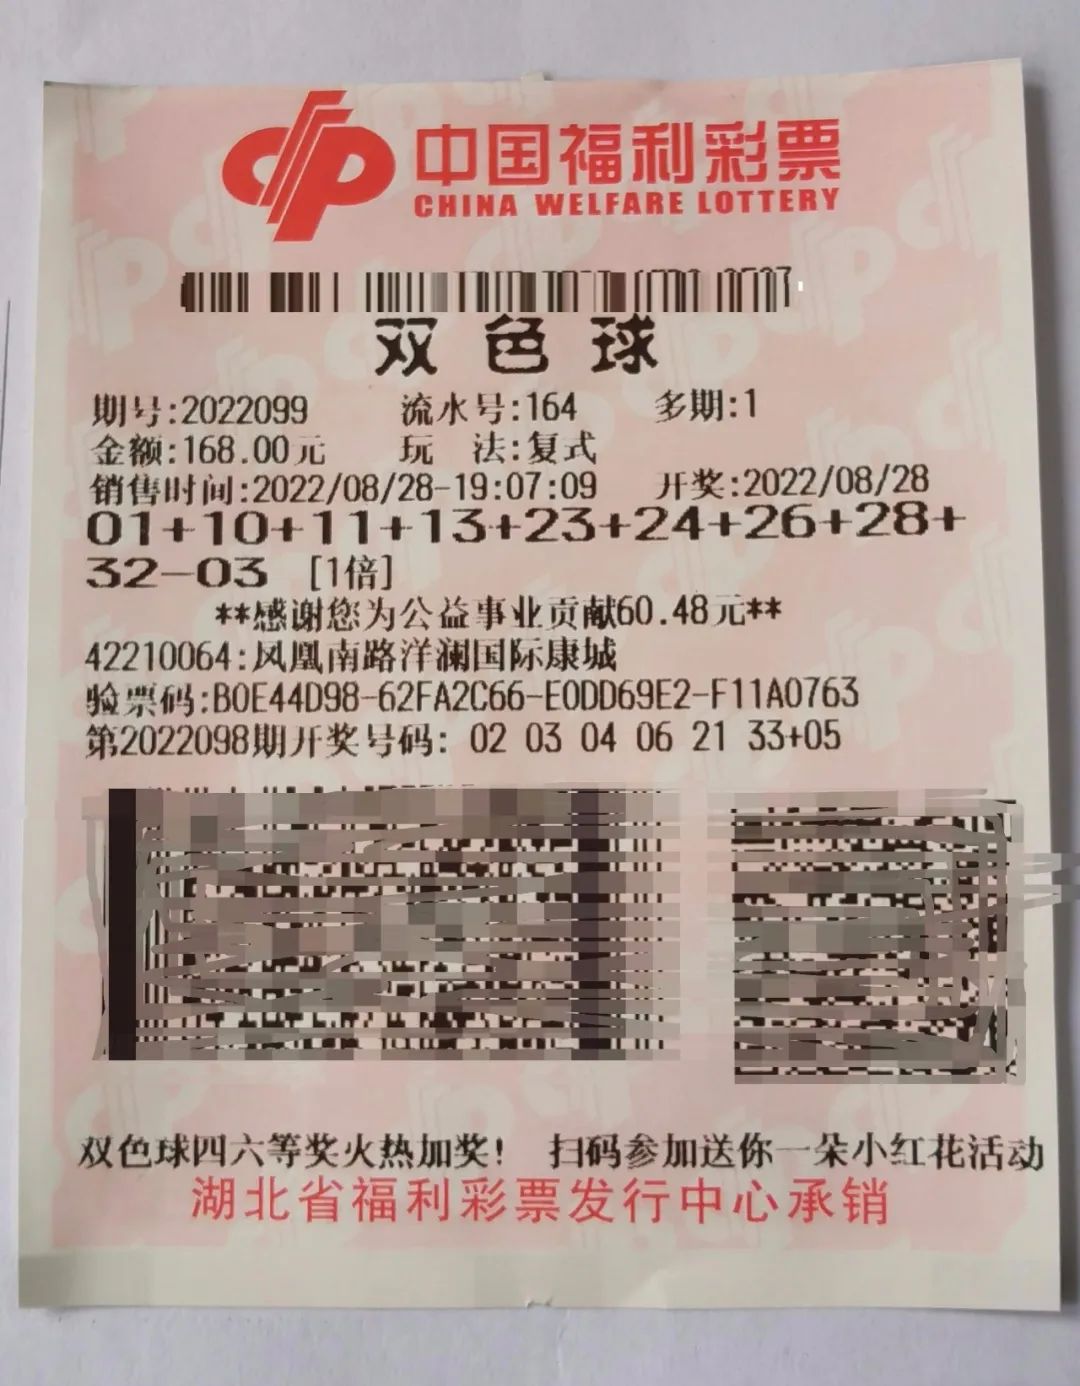 中国福利彩票
CHINA WELFARE LOTTERY
双色球
期号:2022099 流水号:164 多期:1
金额:168.00元 玩 法:复式
销售时间:2022/08/28-19:07:09 开奖:2022/08/28
01+10+11+13+23+24+26+28+
32-03 [1倍]
**感谢您为公益事业贡献60.48元**
42210064:凤凰南路洋澜国际康城
验票码:B0E44D98-62FA2C66-E0DD69E2-F11A0763
第2022098期开奖号码: 02 03 04 06 21 33+05
双色球四六等奖火热加奖! 扫码参加送你一朵小红花活动
湖北省福利彩票发行中心承销